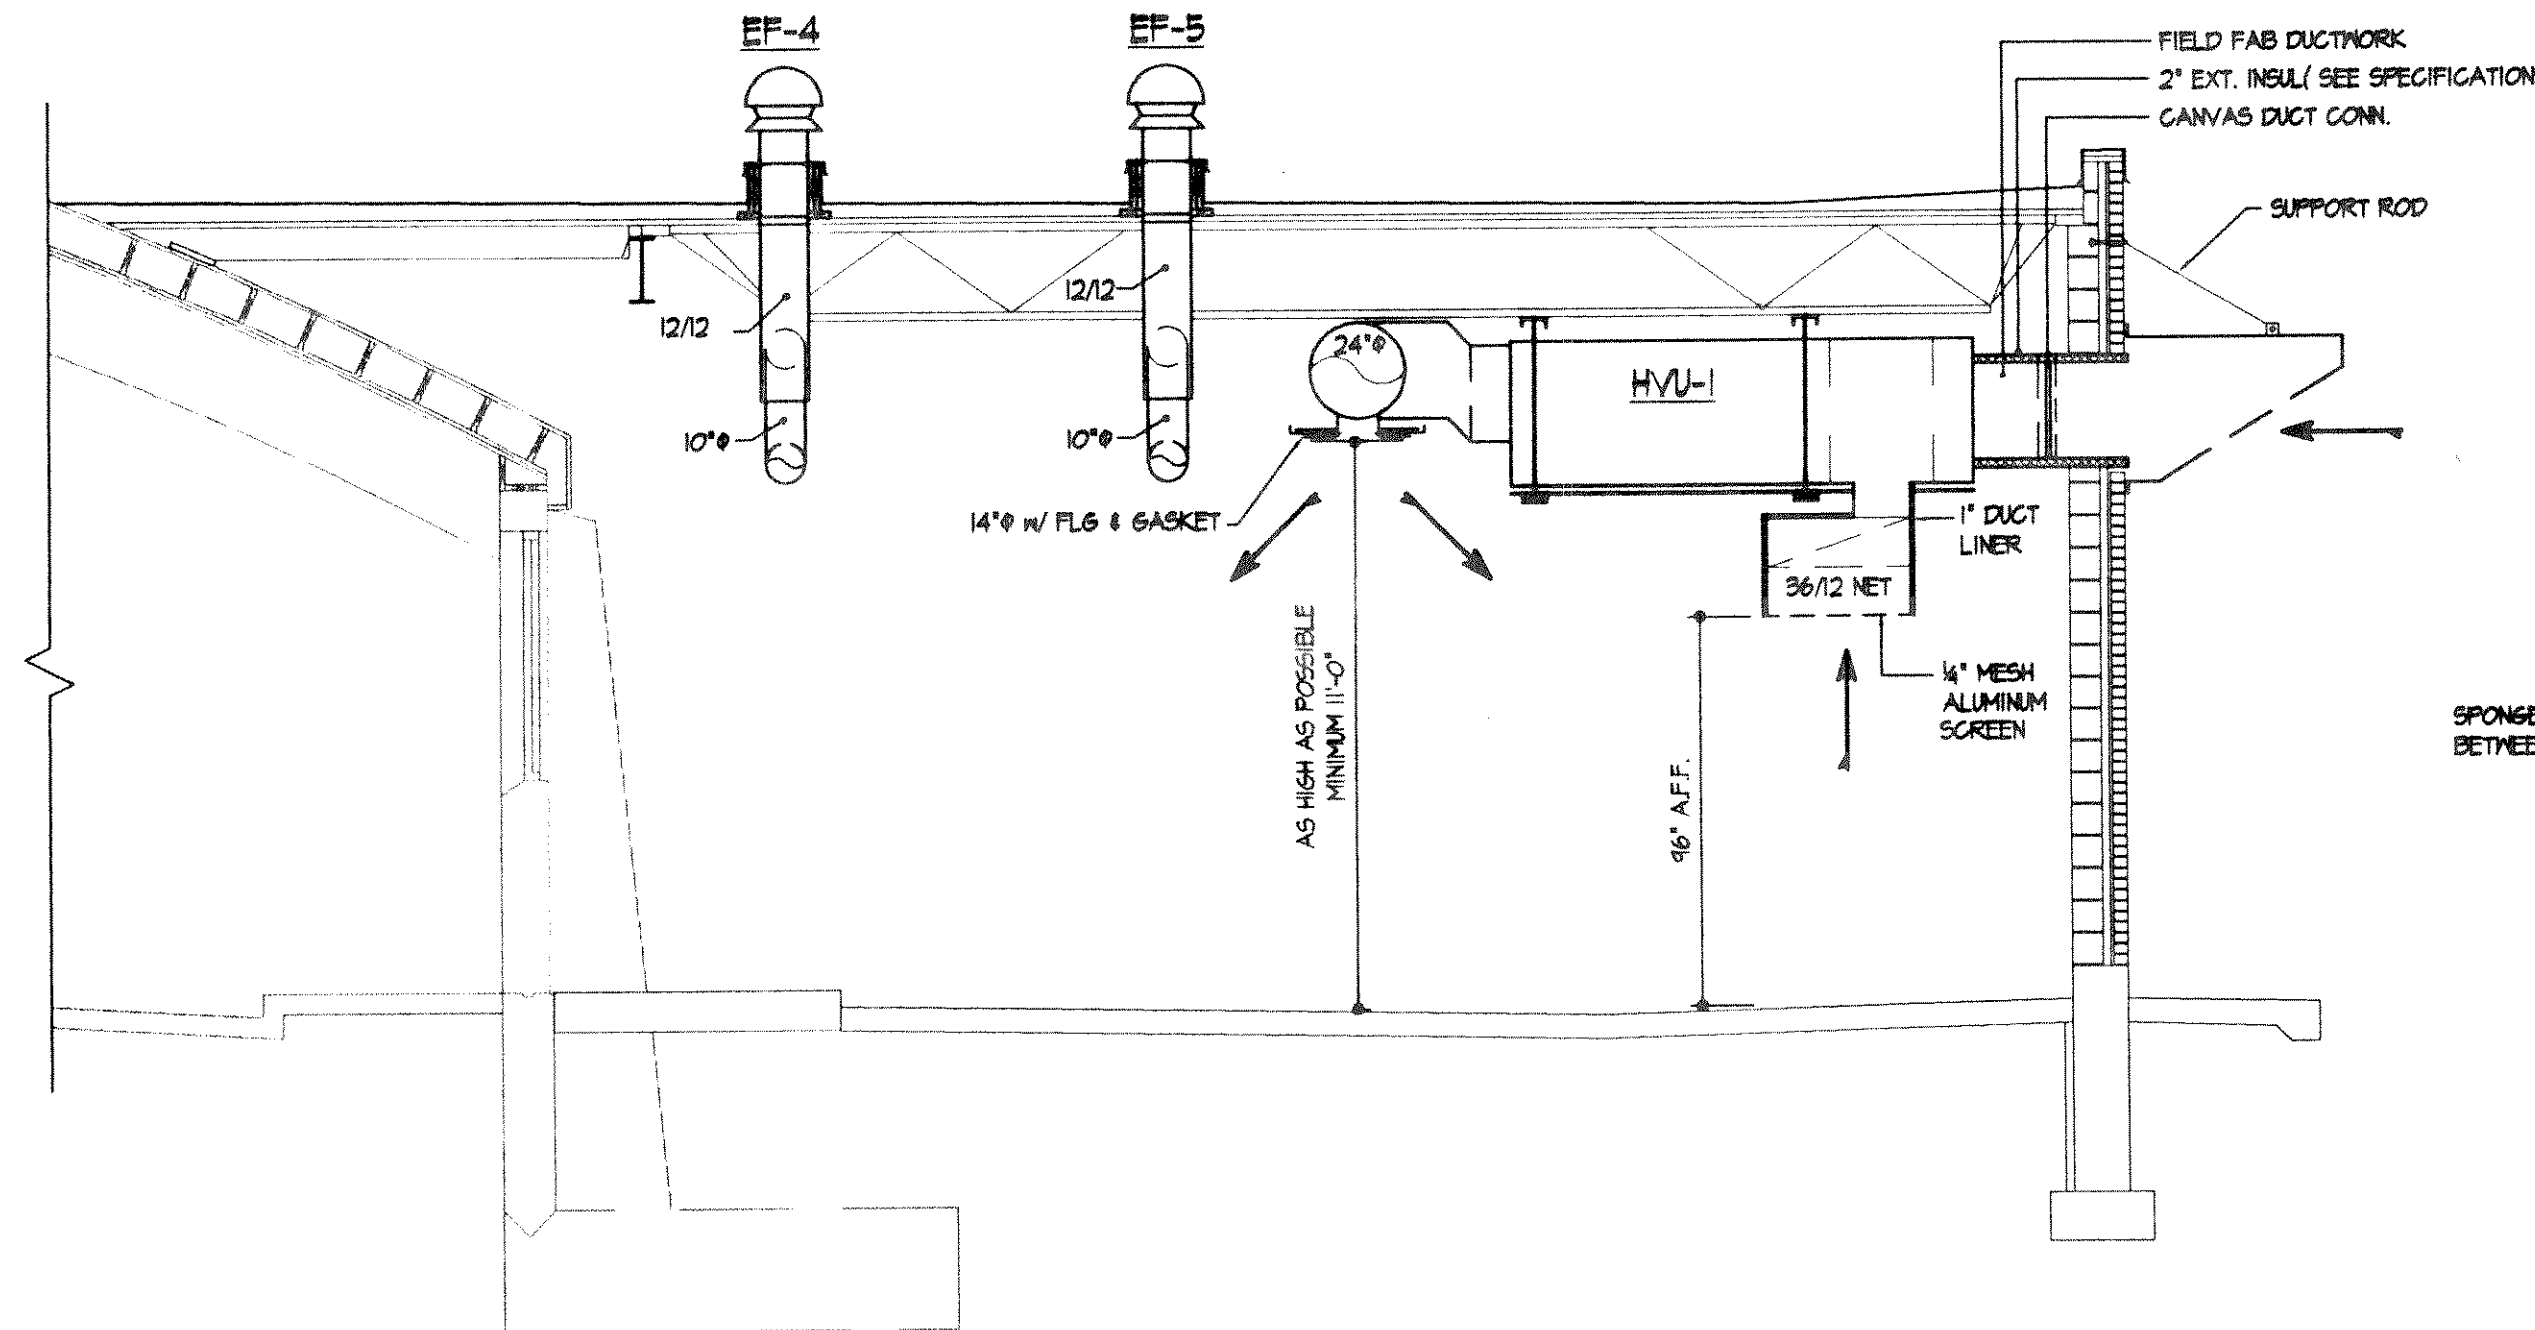 EF-4
EF-5
FIELD FAB DUCTWORK
2" EXT. INSUL( SEE SPECIFICATION
CANVAS DUCT CONN.
SUPPORT ROD
12/12
12/12
24"Φ
HVU-1
10"Φ
10"Φ
14"Φ w/ FLG & GASKET
1" DUCT
LINER
36/12 NET
AS HIGH AS POSSIBLE
MINIMUM 11'-0"
96" A.F.F.
¼" MESH
ALUMINUM
SCREEN
SPONGE
BETWEE